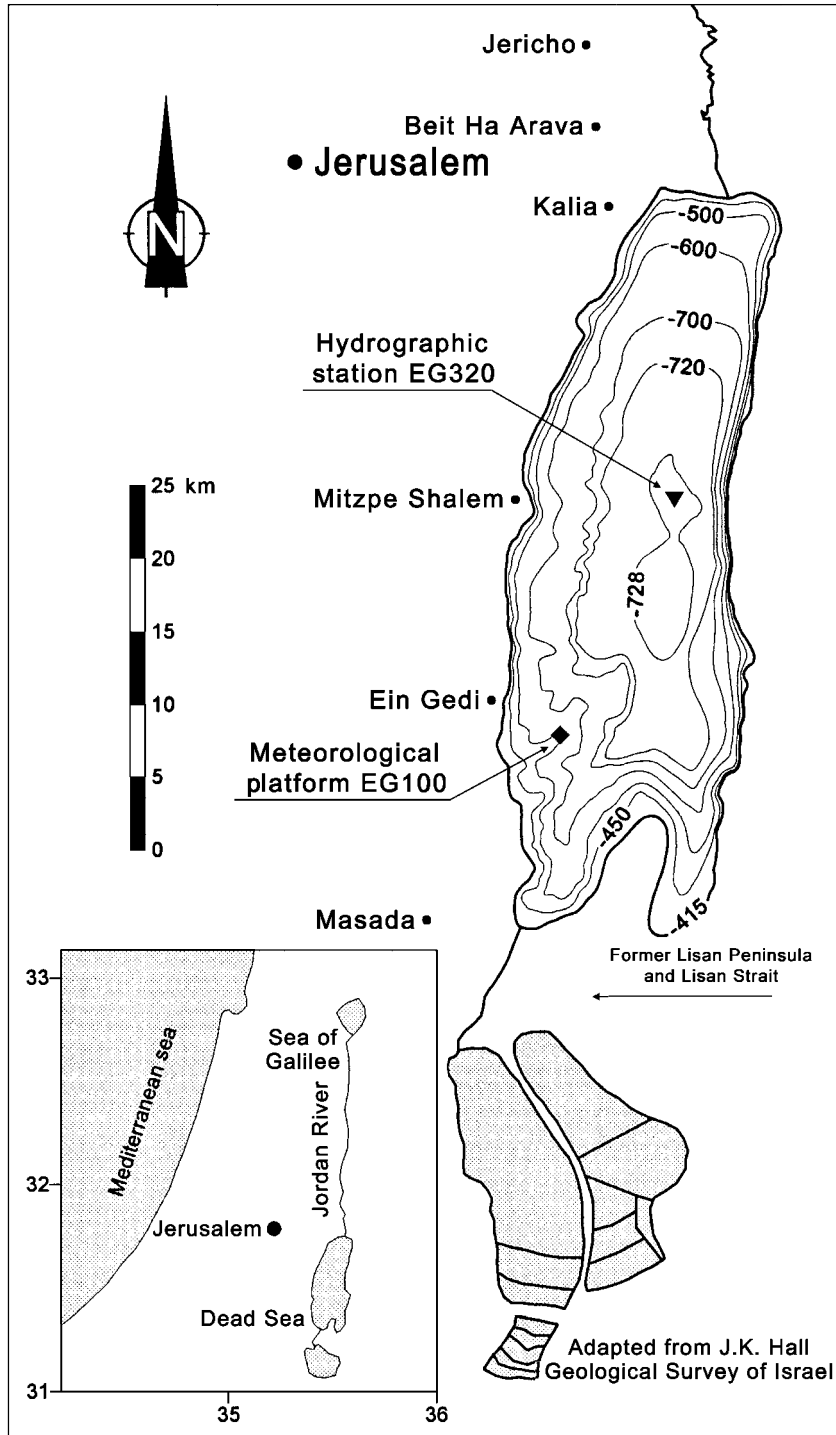 Jericho
Beit Ha Arava
Jerusalem
N
Kalia
-500
-600
-700
-720
Hydrographic
station EG320
25 km
20
15
10
5
0
Mitzpe Shalem
-728
Ein Gedi
Meteorological
platform EG100
-450
-415
Masada
Former Lisan Peninsula
and Lisan Strait
33
32
31
35
36
Mediterranean sea
Sea of
Galilee
Jordan River
Jerusalem
Dead Sea
Adapted from J.K. Hall
Geological Survey of Israel